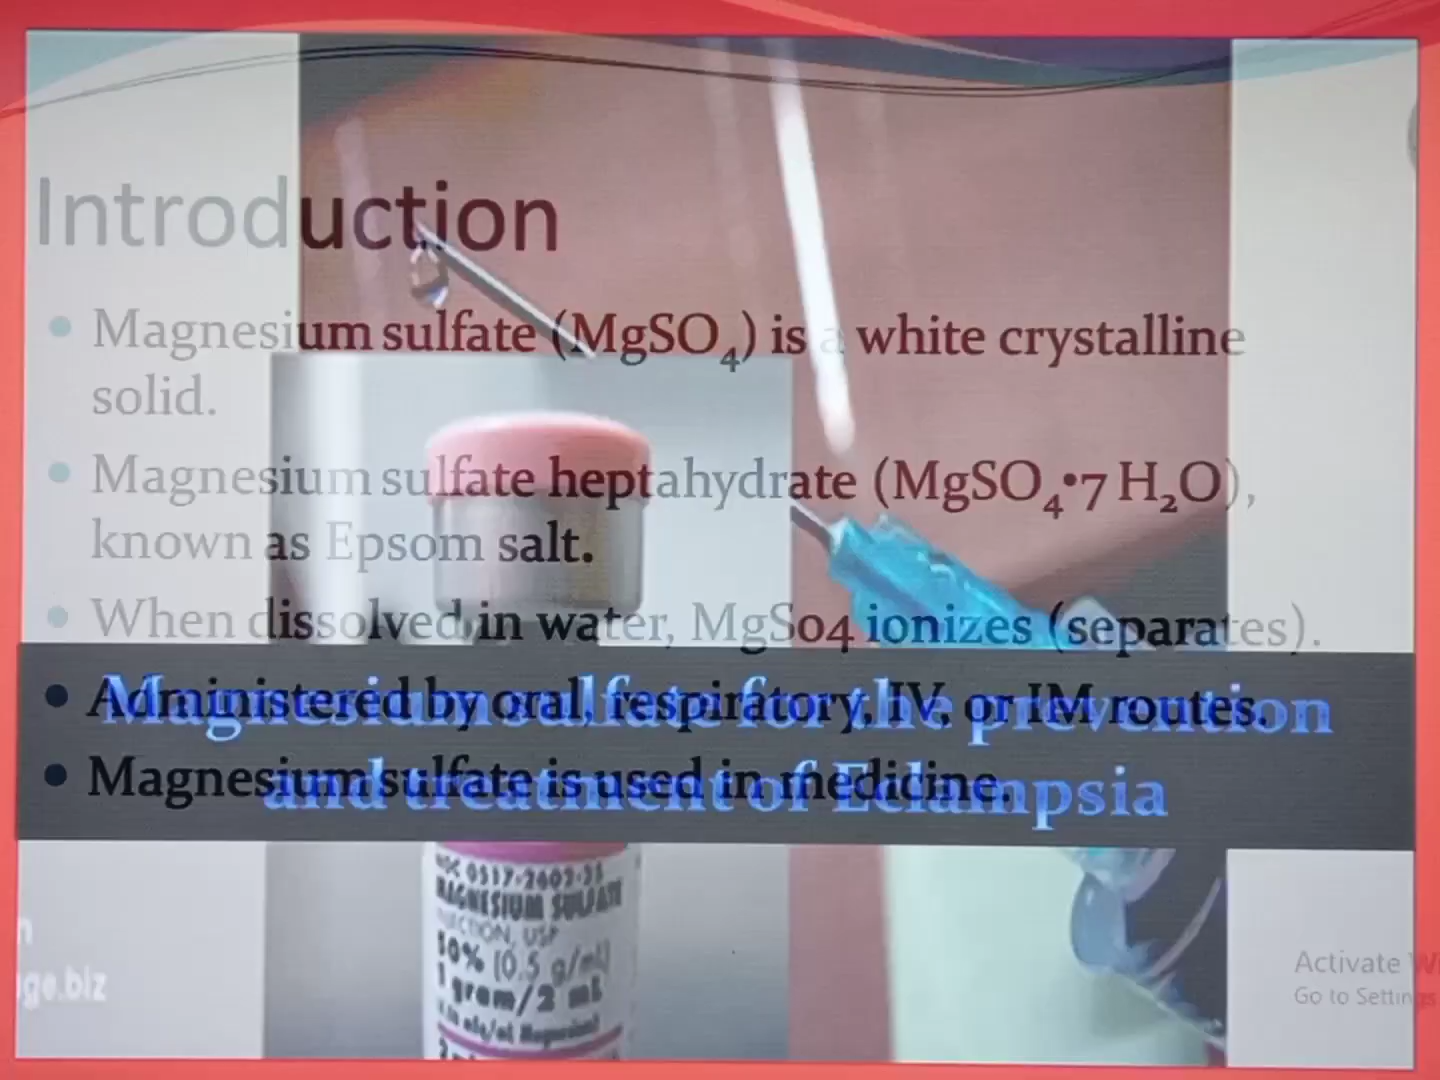 Introduction
• Magnesium sulfate (MgSO₄) is a white crystalline
solid.
• Magnesium sulfate heptahydrate (MgSO₄•7 H₂O),
known as Epsom salt.
• When dissolved in water, MgSo4 ionizes (separates).
• Administered by oral, respiratory, IV, or IM routes.
• Magnesium sulfate is used in medicine.
Magnesium sulfate for the prevention
and treatment of Eclampsia
MAGNESIUM SULFATE
INJECTION, USP
50% (0.5 g/ml)
1 gram/2 mL
Activate
Go to Settings